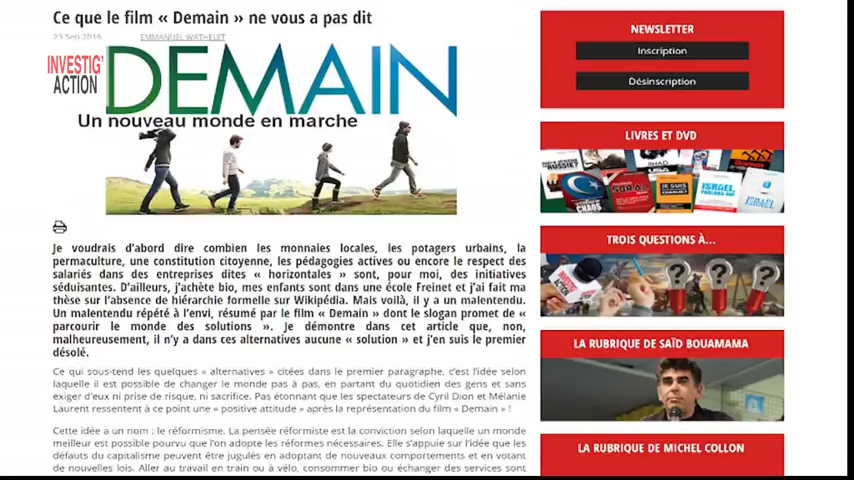 Ce que le film « Demain » ne vous a pas dit
23 Sep 2016 EMMANUEL WATHELET
INVESTIG'
ACTION
DEMAIN
Un nouveau monde en marche
Je voudrais d'abord dire combien les monnaies locales, les potagers urbains, la
permaculture, une constitution citoyenne, les pédagogies actives ou encore le respect des
salariés dans des entreprises dites « horizontales » sont, pour moi, des initiatives
séduisantes. D'ailleurs, j'achète bio, mes enfants sont dans une école Freinet et j'ai fait ma
thèse sur l'absence de hiérarchie formelle sur Wikipédia. Mais voilà, il y a un malentendu.
Un malentendu répété à l'envi, résumé par le film « Demain » dont le slogan promet de «
parcourir le monde des solutions ». Je démontre dans cet article que, non,
malheureusement, il n'y a dans ces alternatives aucune « solution » et j'en suis le premier
désolé.
Ce qui sous-tend les quelques « alternatives » citées dans le premier paragraphe, c'est l'idée selon
laquelle il est possible de changer le monde pas à pas, en partant du quotidien des gens et sans
exiger d'eux ni prise de risque, ni sacrifice. Pas étonnant que les spectateurs de Cyril Dion et Mélanie
Laurent ressentent à ce point une « positive attitude » après la représentation du film « Demain » !
Cette idée a un nom : le réformisme. La pensée réformiste est la conviction selon laquelle un monde
meilleur est possible pourvu que l'on adopte les réformes nécessaires. Elle s'appuie sur l'idée que les
défauts du capitalisme peuvent être jugulés en adoptant de nouveaux comportements et en votant
de nouvelles lois. Aller au travail en train ou à vélo, consommer bio ou échanger des services sont
NEWSLETTER
Inscription
Désinscription
LIVRES ET DVD
SORAL
JE SUIS
CHAOS
ISRAEL
ISRAEL
TROIS QUESTIONS À...
INVESTIG'
ACTION
? ? ?
LA RUBRIQUE DE SAÏD BOUAMAMA
LA RUBRIQUE DE MICHEL COLLON